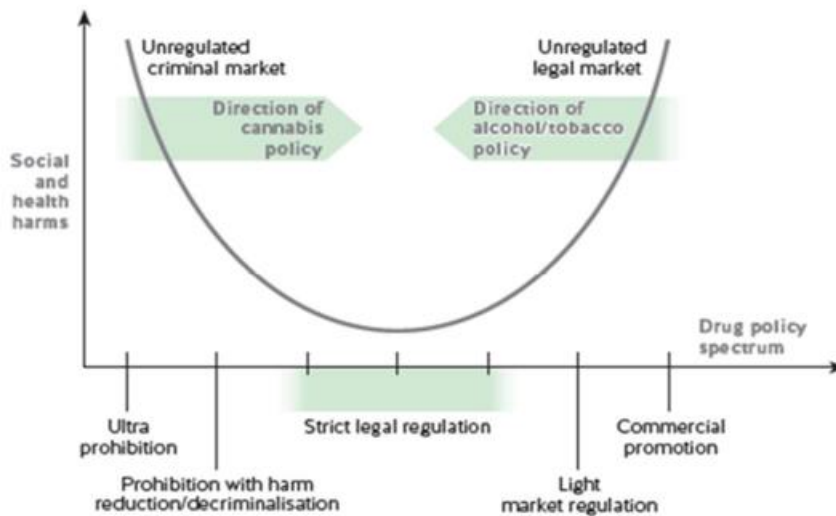 Unregulated
criminal market
Unregulated
legal market
Direction of
cannabis
policy
Direction of
alcohol/tobacco
policy
Social
and
health
harms
Drug policy
spectrum
Ultra
prohibition
Strict legal regulation
Commercial
promotion
Prohibition with harm
reduction/decriminalisation
Light
market regulation